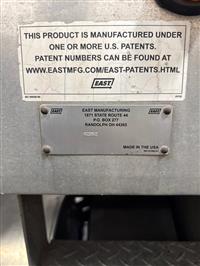 THIS PRODUCT IS MANUFACTURED UNDER
ONE OR MORE U.S. PATENTS.
PATENT NUMBERS CAN BE FOUND AT
WWW.EASTMFG.COM/EAST-PATENTS.HTML
EAST
EAST
EAST MANUFACTURING
1871 STATE ROUTE 44
P.O. BOX 277
RANDOLPH OH 44265
MADE IN THE USA